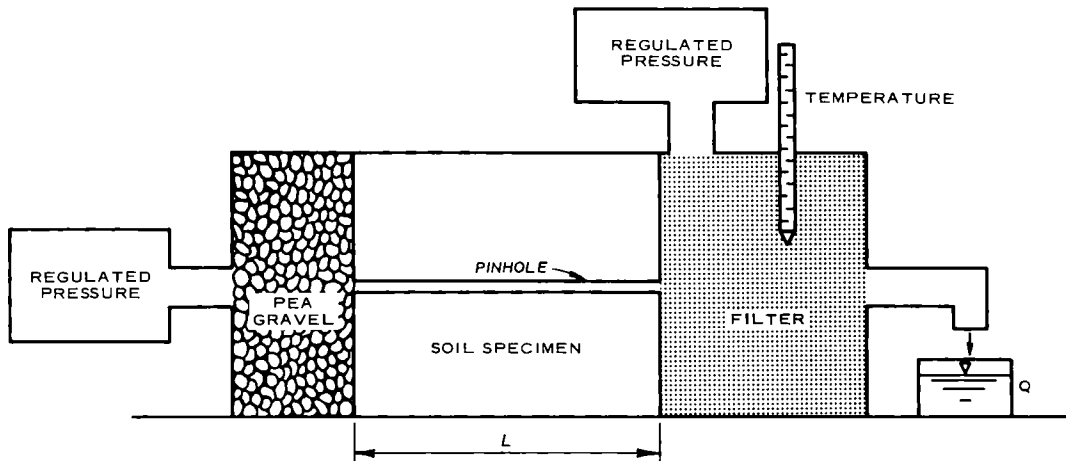 REGULATED
PRESSURE
TEMPERATURE
REGULATED
PRESSURE
PEA
GRAVEL
PINHOLE
SOIL SPECIMEN
FILTER
Q
L